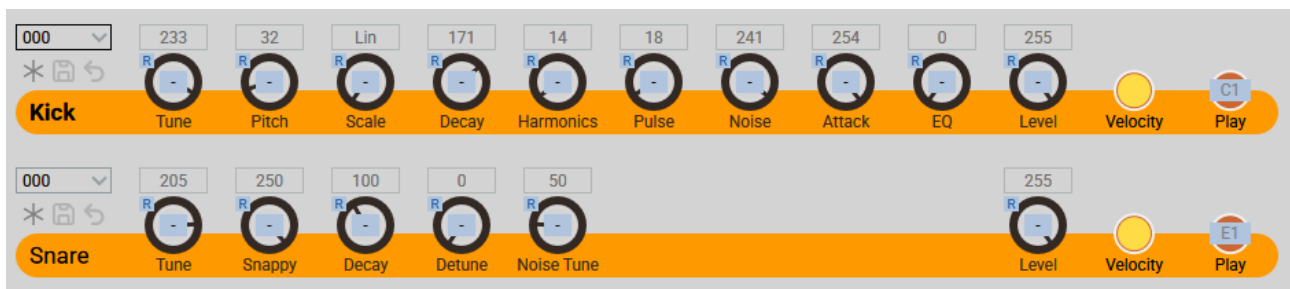 000 233 32 Lin 171 14 18 241 254 0 255
R R R R R R R R R R
- - - - - - - - - - C1
Kick Tune Pitch Scale Decay Harmonics Pulse Noise Attack EQ Level Velocity Play
000 205 250 100 0 50 255
R R R R R R
- - - - - - E1
Snare Tune Snappy Decay Detune Noise Tune Level Velocity Play